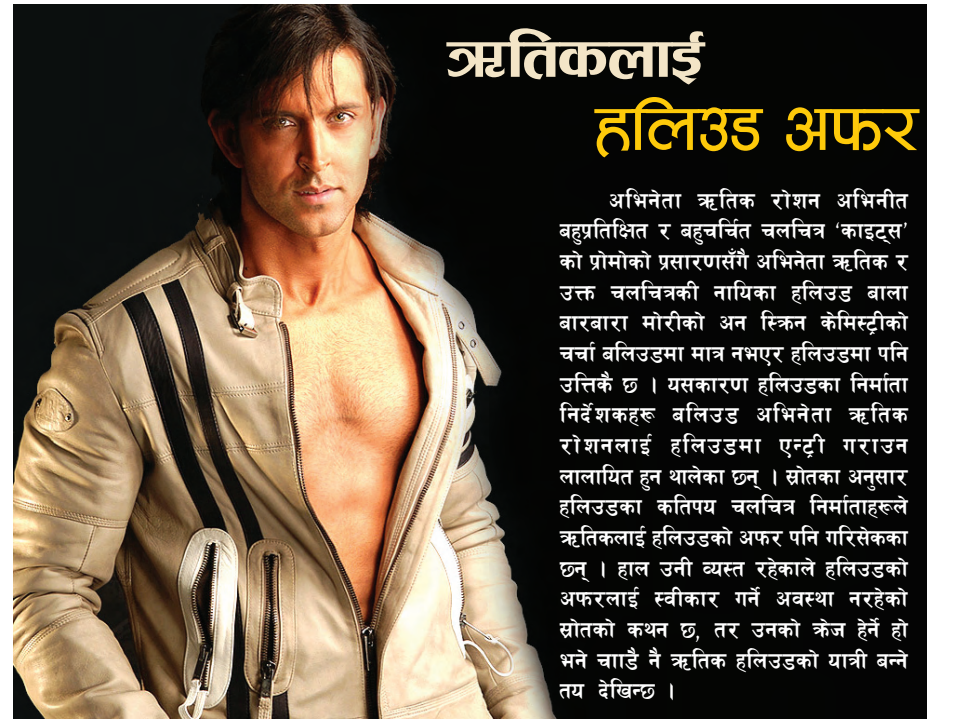 ऋतिकलाई
हलिउड अफर
अभिनेता ऋतिक रोशन अभिनीत
बहुप्रतिक्षित र बहुचर्चित चलचित्र ‘काइट्स’
को प्रोमोको प्रसारणसँगै अभिनेता ऋतिक र
उक्त चलचित्रकी नायिका हलिउड बाला
बारबारा मोरीको अन स्क्रिन केमिस्ट्रीको
चर्चा बलिउडमा मात्र नभएर हलिउडमा पनि
उत्तिकै छ । यसकारण हलिउडका निर्माता
निर्देशकहरू बलिउड अभिनेता ऋतिक
रोशनलाई हलिउडमा एन्ट्री गराउन
लालायित हुन थालेका छन् । स्रोतका अनुसार
हलिउडका कतिपय चलचित्र निर्माताहरूले
ऋतिकलाई हलिउडको अफर पनि गरिसेकका
छन् । हाल उनी व्यस्त रहेकाले हलिउडको
अफरलाई स्वीकार गर्ने अवस्था नरहेको
स्रोतको कथन छ, तर उनको क्रेज हेर्ने हो
भने चााडै नै ऋतिक हलिउडको यात्री बन्ने
तय देखिन्छ ।